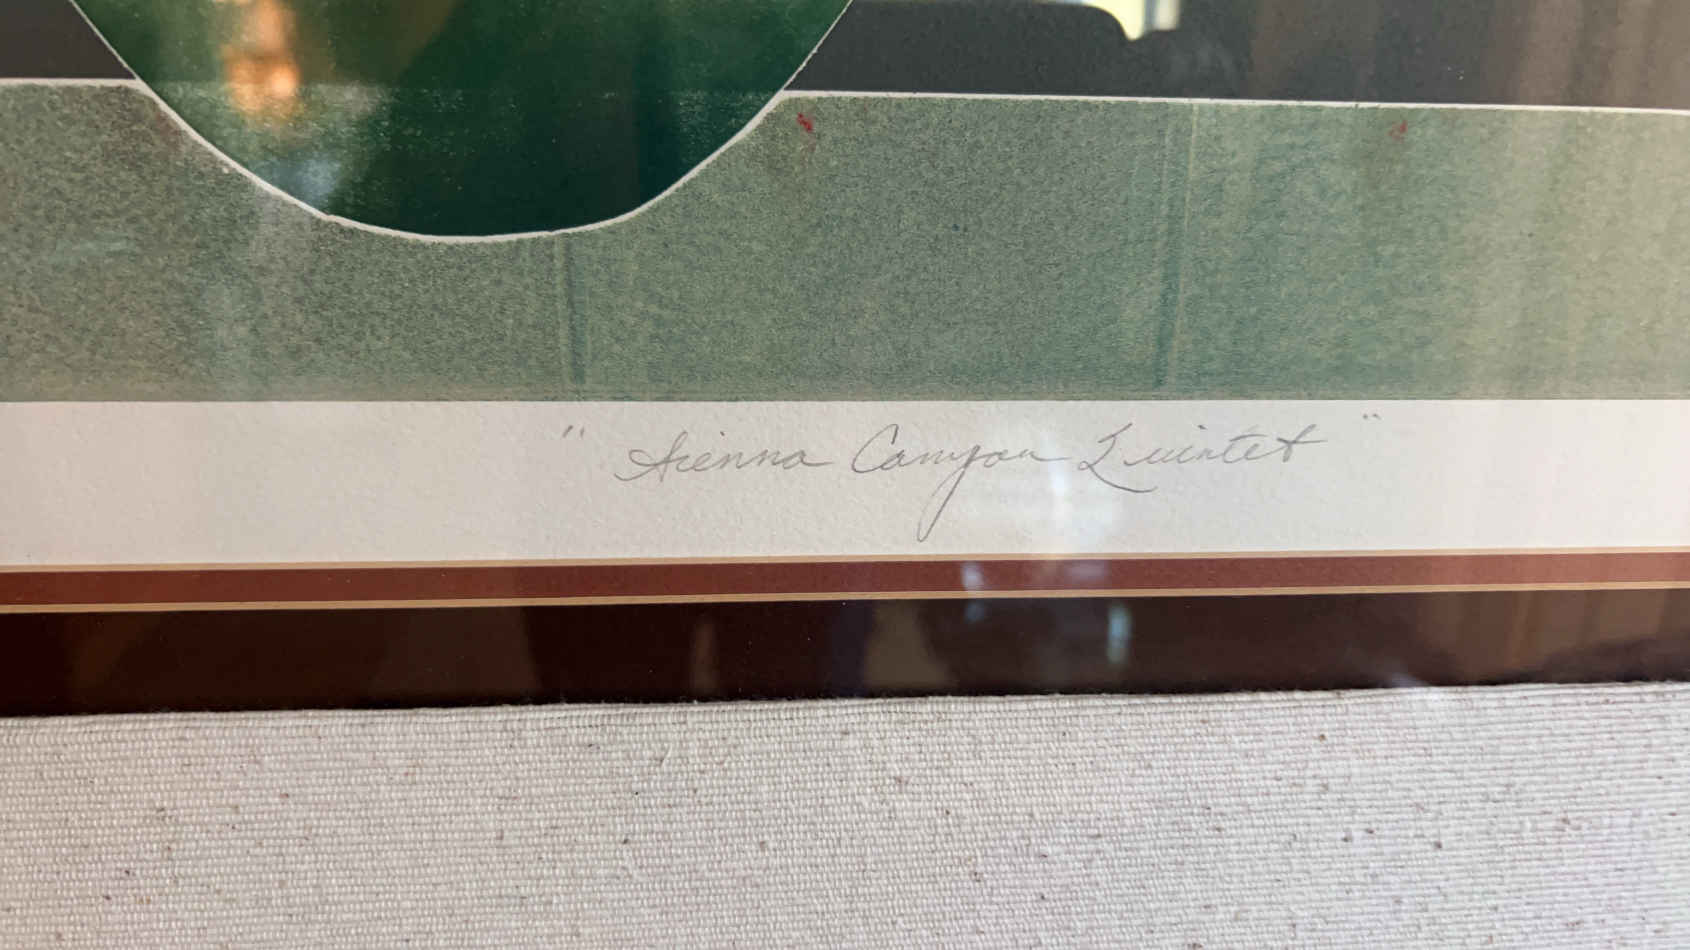 " Sienna Canyon Quintet "